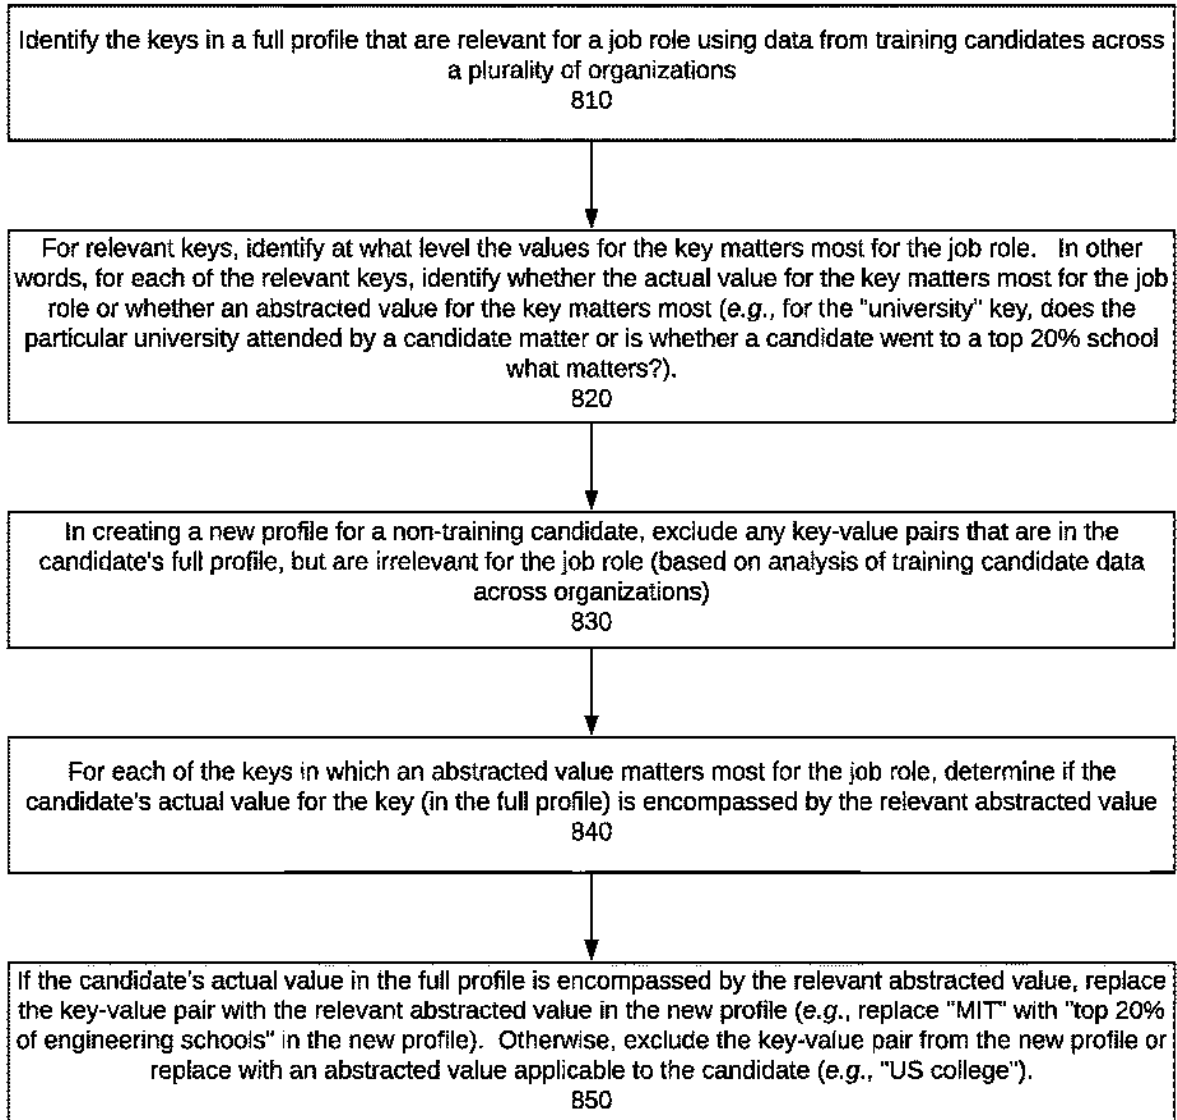 Identify the keys in a full profile that are relevant for a job role using data from training candidates across
a plurality of organizations
810
For relevant keys, identify at what level the values for the key matters most for the job role.   In other
words, for each of the relevant keys, identify whether the actual value for the key matters most for the job
role or whether an abstracted value for the key matters most (e.g., for the "university" key, does the
particular university attended by a candidate matter or is whether a candidate went to a top 20% school
what matters?).
820
In creating a new profile for a non-training candidate, exclude any key-value pairs that are in the
candidate's full profile, but are irrelevant for the job role (based on analysis of training candidate data
across organizations)
830
For each of the keys in which an abstracted value matters most for the job role, determine if the
candidate's actual value for the key (in the full profile) is encompassed by the relevant abstracted value
840
If the candidate's actual value in the full profile is encompassed by the relevant abstracted value, replace
the key-value pair with the relevant abstracted value in the new profile (e.g., replace "MIT" with "top 20%
of engineering schools" in the new profile).  Otherwise, exclude the key-value pair from the new profile or
replace with an abstracted value applicable to the candidate (e.g., "US college").
850